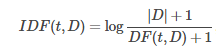 IDF(t, D) = log |D| + 1 / DF(t, D) + 1